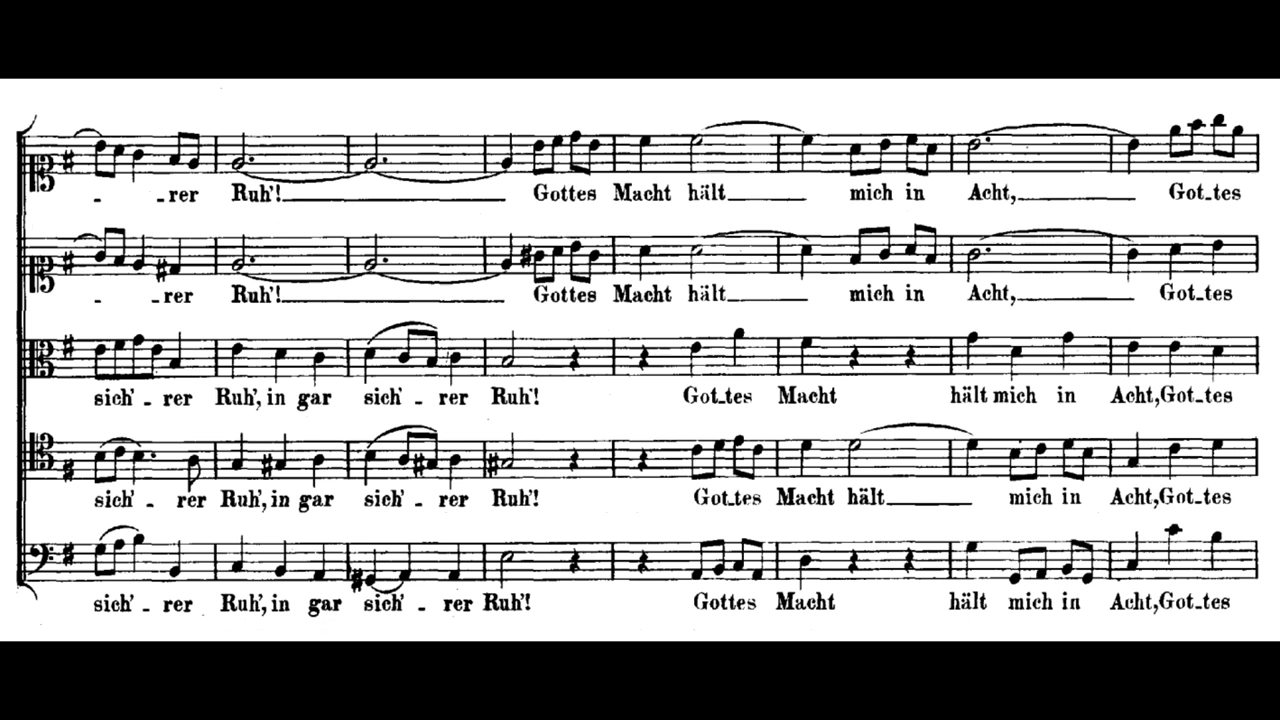 - - rer Ruh'! Gottes Macht hält mich in Acht, Got-tes
- - rer Ruh'! Gottes Macht hält mich in Acht, Got-tes
sich' - rer Ruh', in gar sich' - rer Ruh'! Got-tes Macht hält mich in Acht, Got-tes
sich' - rer Ruh', in gar sich' - rer Ruh'! Got-tes Macht hält mich in Acht, Got-tes
sich' - rer Ruh', in gar sich' - rer Ruh'! Gottes Macht hält mich in Acht, Got-tes